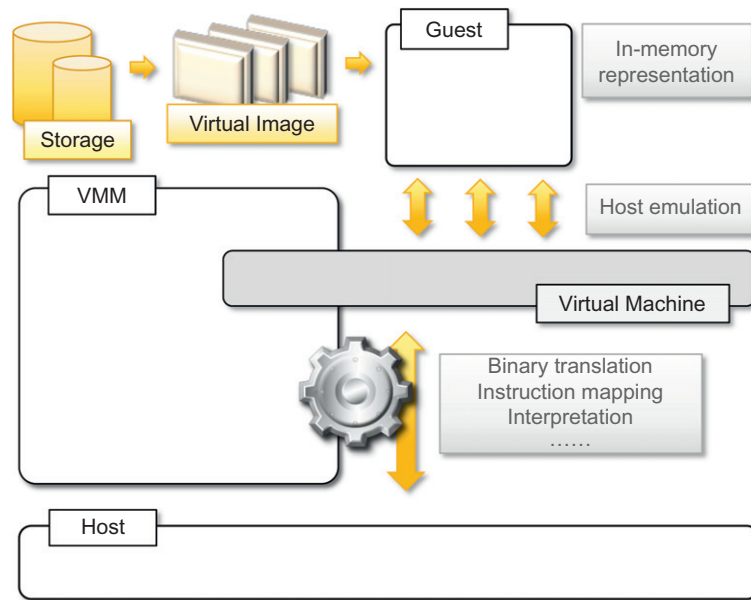 Guest
In-memory
representation
Virtual Image
Storage
VMM
Host emulation
Virtual Machine
Binary translation
Instruction mapping
Interpretation
……
Host